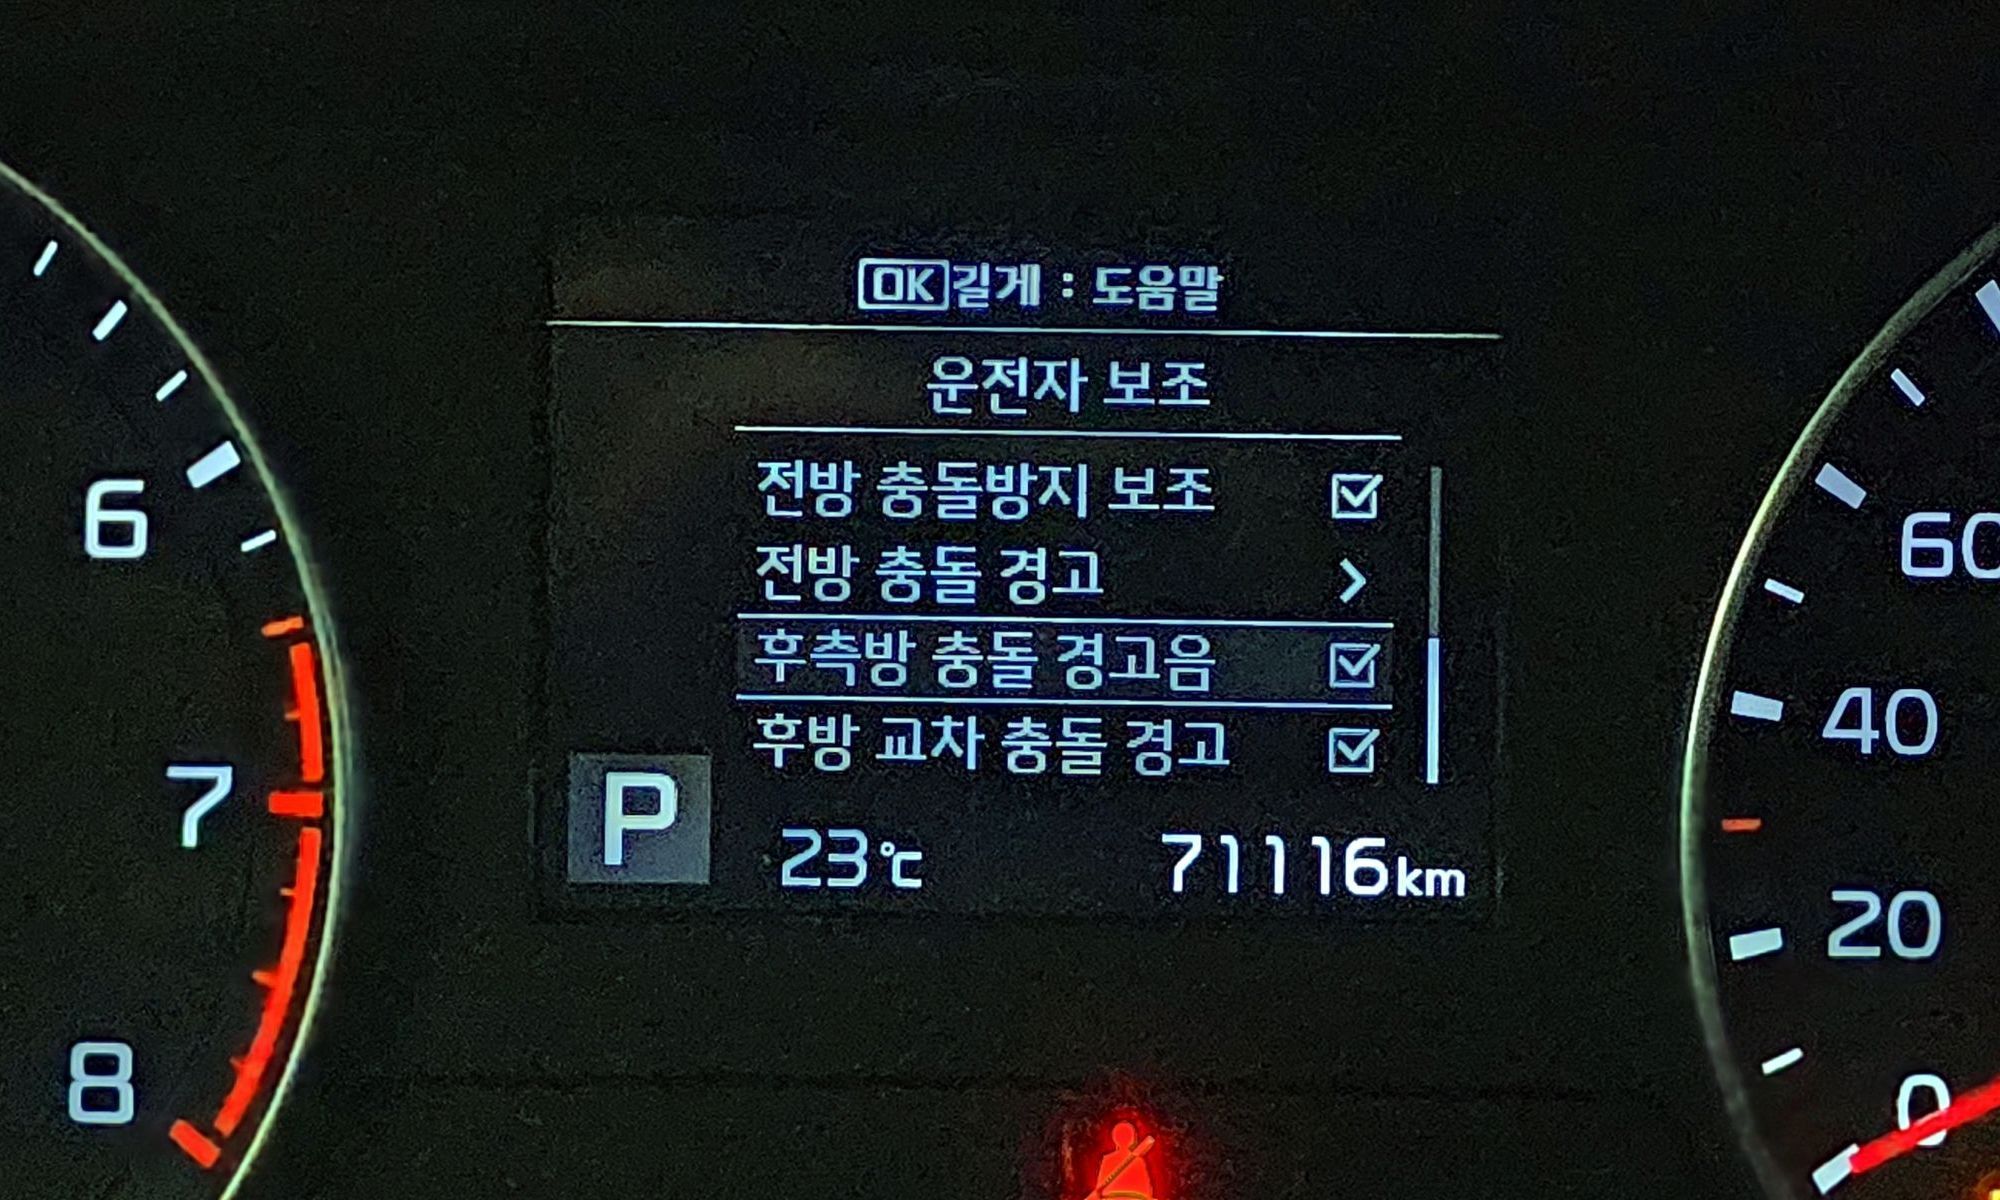 OK 길게 : 도움말
운전자 보조
전방 충돌방지 보조
전방 충돌 경고
후측방 충돌 경고음
후방 교차 충돌 경고
P
23℃ 71116km
6
7
8
60
40
20
0